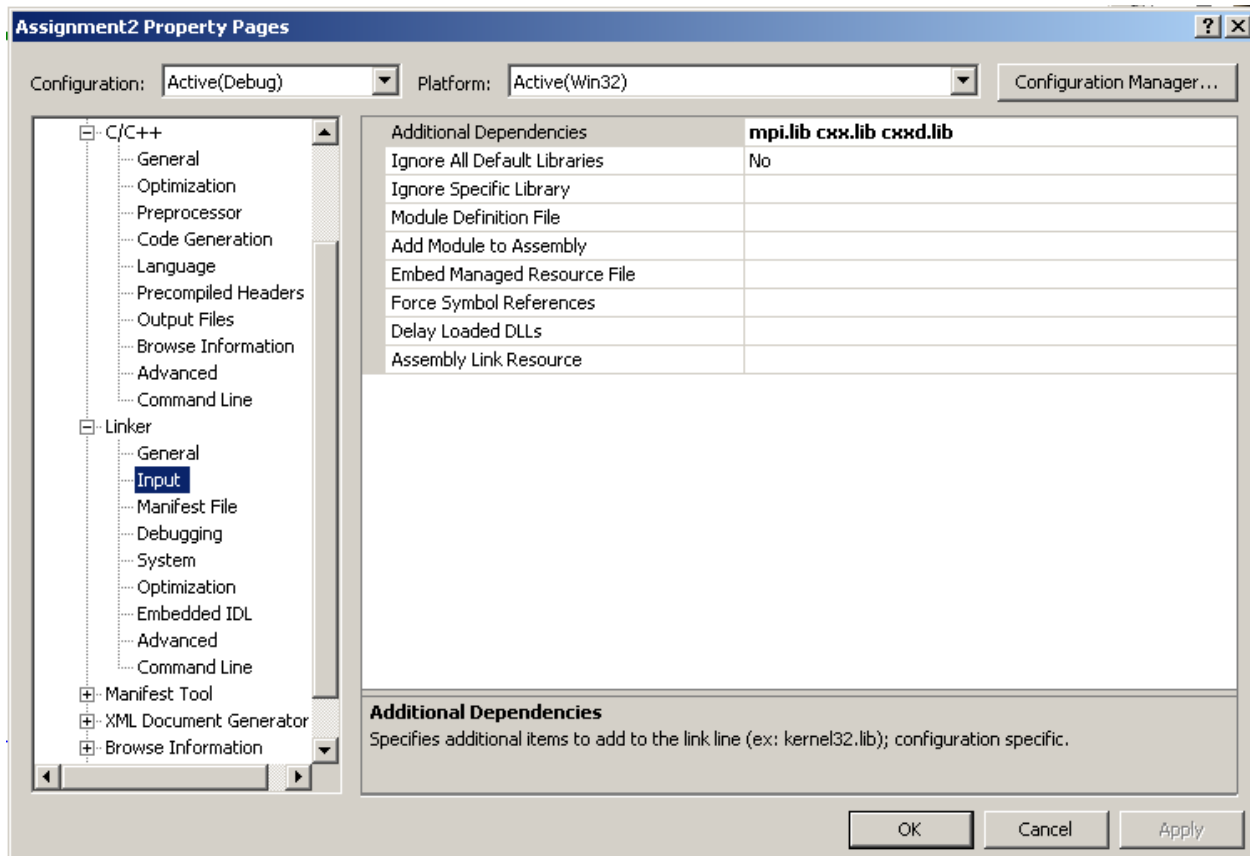 Assignment2 Property Pages
Configuration: Active(Debug) Platform: Active(Win32) Configuration Manager...
C/C++
General
Optimization
Preprocessor
Code Generation
Language
Precompiled Headers
Output Files
Browse Information
Advanced
Command Line
Linker
General
Input
Manifest File
Debugging
System
Optimization
Embedded IDL
Advanced
Command Line
Manifest Tool
XML Document Generator
Browse Information
Additional Dependencies mpi.lib cxx.lib cxxd.lib
Ignore All Default Libraries No
Ignore Specific Library
Module Definition File
Add Module to Assembly
Embed Managed Resource File
Force Symbol References
Delay Loaded DLLs
Assembly Link Resource
Additional Dependencies
Specifies additional items to add to the link line (ex: kernel32.lib); configuration specific.
OK Cancel Apply